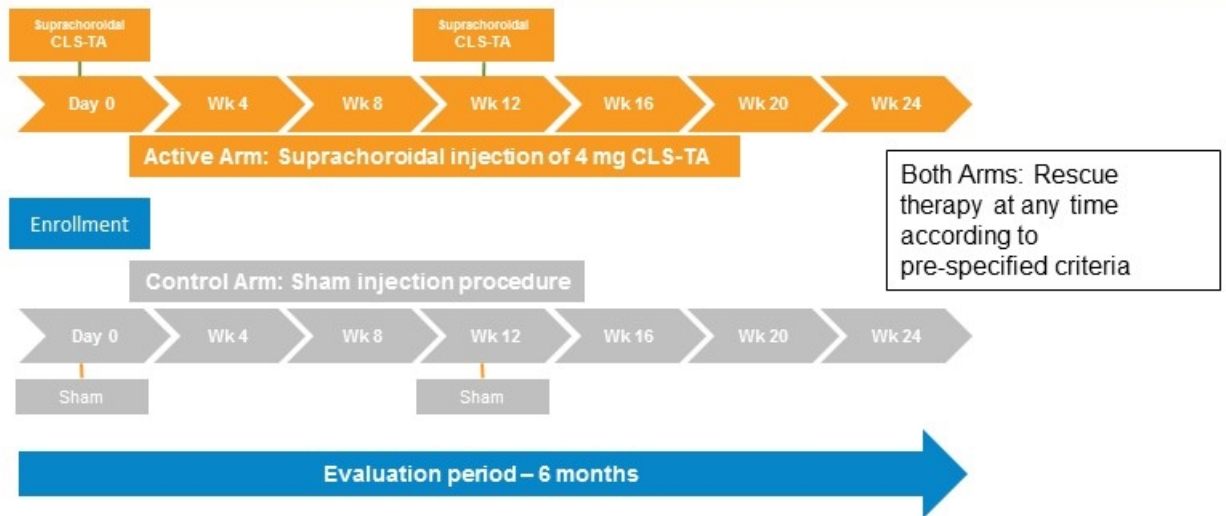 Suprachoroidal
CLS-TA
Suprachoroidal
CLS-TA
Day 0
Wk 4
Wk 8
Wk 12
Wk 16
Wk 20
Wk 24
Active Arm: Suprachoroidal injection of 4 mg CLS-TA
Both Arms: Rescue
therapy at any time
according to
pre-specified criteria
Enrollment
Control Arm: Sham injection procedure
Day 0
Wk 4
Wk 8
Wk 12
Wk 16
Wk 20
Wk 24
Sham
Sham
Evaluation period – 6 months